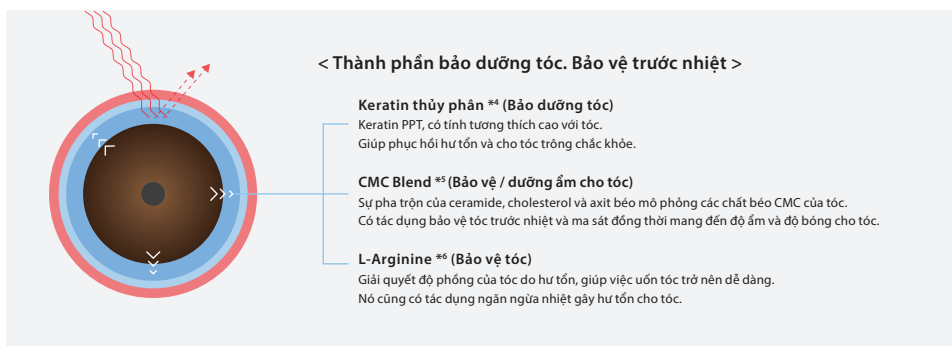 < Thành phần bảo dưỡng tóc. Bảo vệ trước nhiệt >
Keratin thủy phân *4 (Bảo dưỡng tóc)
Keratin PPT, có tính tương thích cao với tóc.
Giúp phục hồi hư tổn và cho tóc trông chắc khỏe.
CMC Blend *5 (Bảo vệ / dưỡng ẩm cho tóc)
Sự pha trộn của ceramide, cholesterol và axit béo mô phỏng các chất béo CMC của tóc.
Có tác dụng bảo vệ tóc trước nhiệt và ma sát đồng thời mang đến độ ẩm và độ bóng cho tóc.
L-Arginine *6 (Bảo vệ tóc)
Giải quyết độ phồng của tóc do hư tổn, giúp việc uốn tóc trở nên dễ dàng.
Nó cũng có tác dụng ngăn ngừa nhiệt gây hư tổn cho tóc.